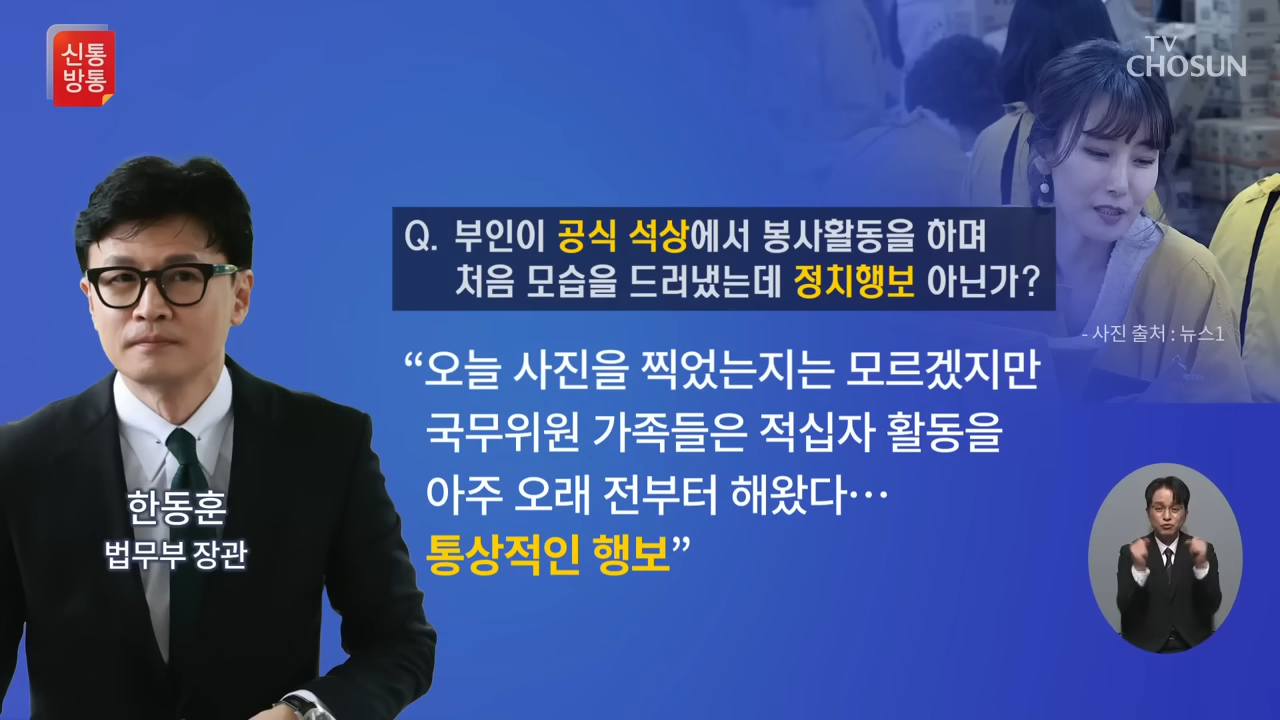 신통
방통
TV
CHOSUN
Q. 부인이 공식 석상에서 봉사활동을 하며
처음 모습을 드러냈는데 정치행보 아닌가?
- 사진 출처 : 뉴스1
“오늘 사진을 찍었는지는 모르겠지만
국무위원 가족들은 적십자 활동을
아주 오래 전부터 해왔다…
통상적인 행보”
한동훈
법무부 장관